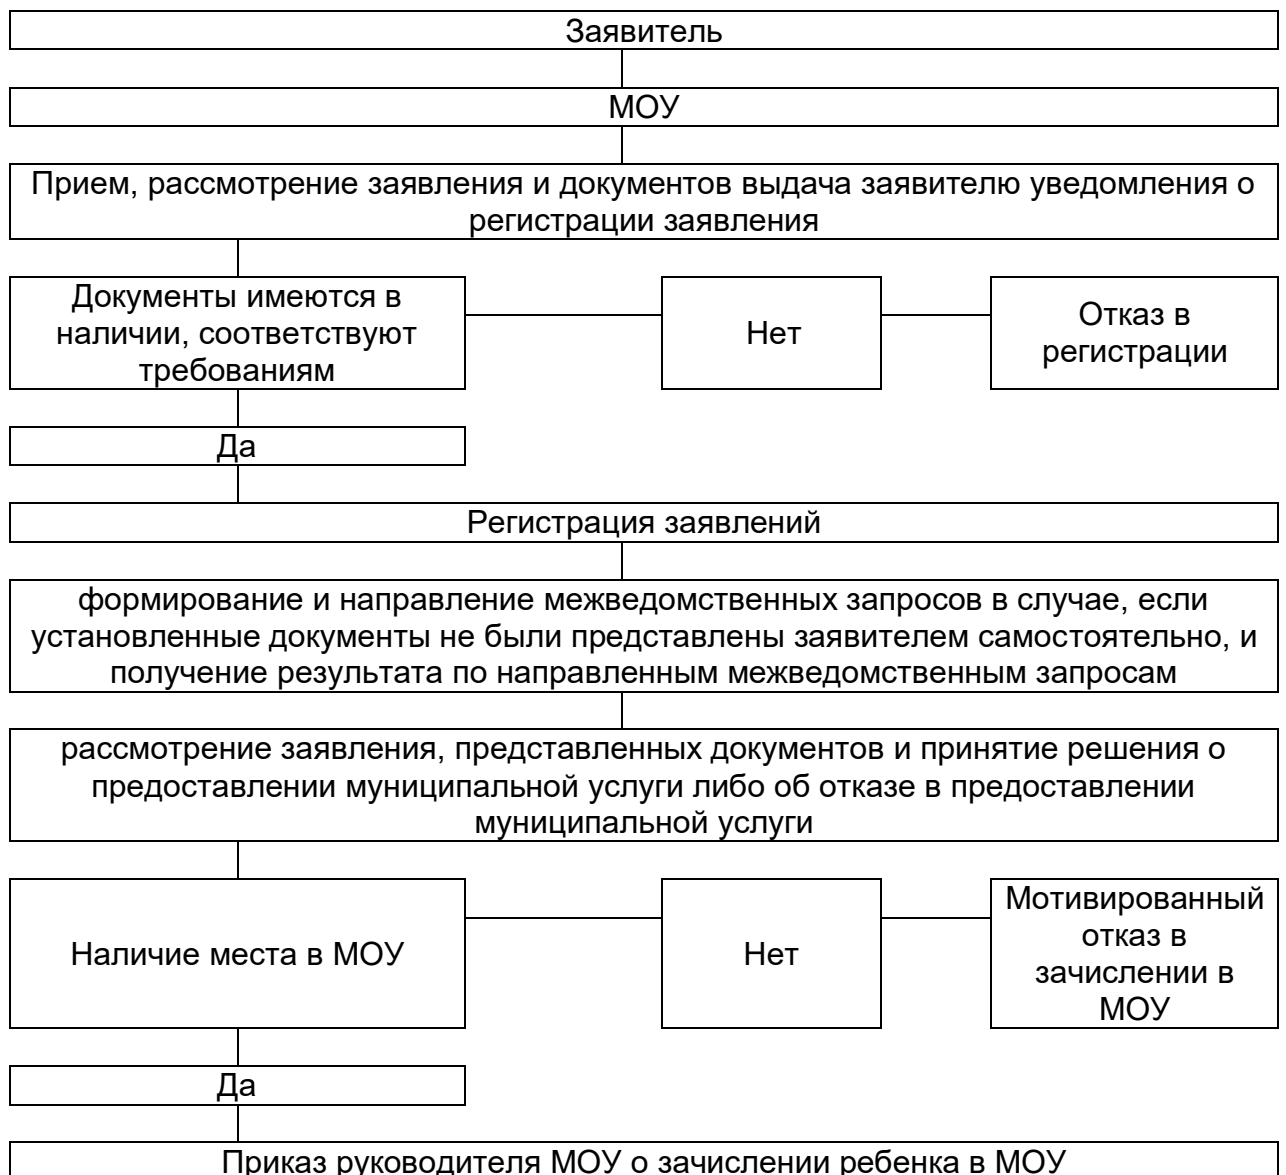 Заявитель
МОУ
Прием, рассмотрение заявления и документов выдача заявителю уведомления о
регистрации заявления
Документы имеются в
наличии, соответствуют
требованиям
Нет
Отказ в
регистрации
Да
Регистрация заявлений
формирование и направление межведомственных запросов в случае, если
установленные документы не были представлены заявителем самостоятельно, и
получение результата по направленным межведомственным запросам
рассмотрение заявления, представленных документов и принятие решения о
предоставлении муниципальной услуги либо об отказе в предоставлении
муниципальной услуги
Наличие места в МОУ
Нет
Мотивированный
отказ в
зачислении в
МОУ
Да
Приказ руководителя МОУ о зачислении ребенка в МОУ